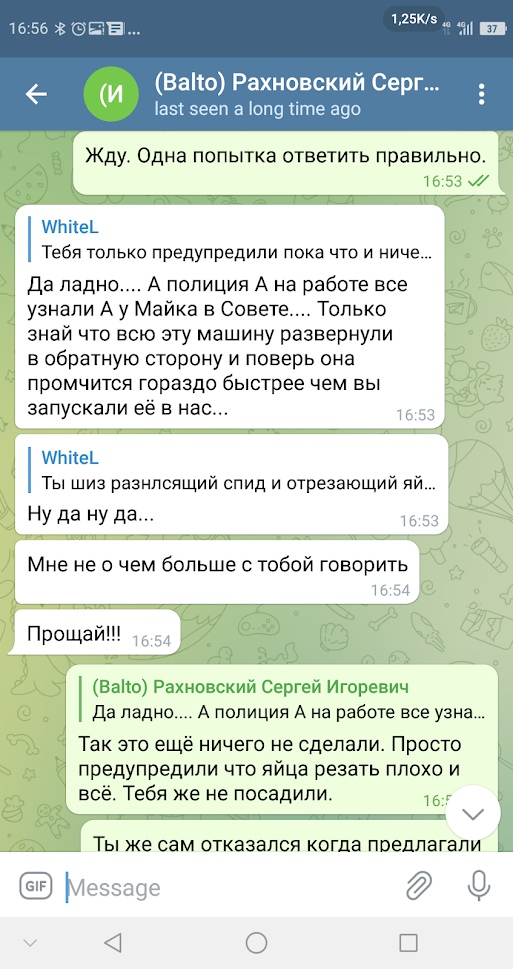 16:56 ...
1,25K/s
4G 4G 37
(И
(Balto) Рахновский Серг...
last seen a long time ago
Жду. Одна попытка ответить правильно.
16:53
WhiteL
Тебя только предупредили пока что и ниче...
Да ладно.... А полиция А на работе все
узнали А у Майка в Совете.... Только
знай что всю эту машину развернули
в обратную сторону и поверь она
промчится гораздо быстрее чем вы
запускали её в нас...
16:53
WhiteL
Ты шиз разнлсящий спид и отрезающий яй...
Ну да ну да...
16:53
Мне не о чем больше с тобой говорить
16:54
Прощай!!! 16:54
(Balto) Рахновский Сергей Игоревич
Да ладно.... А полиция А на работе все узна...
Так это ещё ничего не сделали. Просто
предупредили что яйца резать плохо и
всё. Тебя же не посадили.
Ты же сам отказался когда предлагали
GIF Message